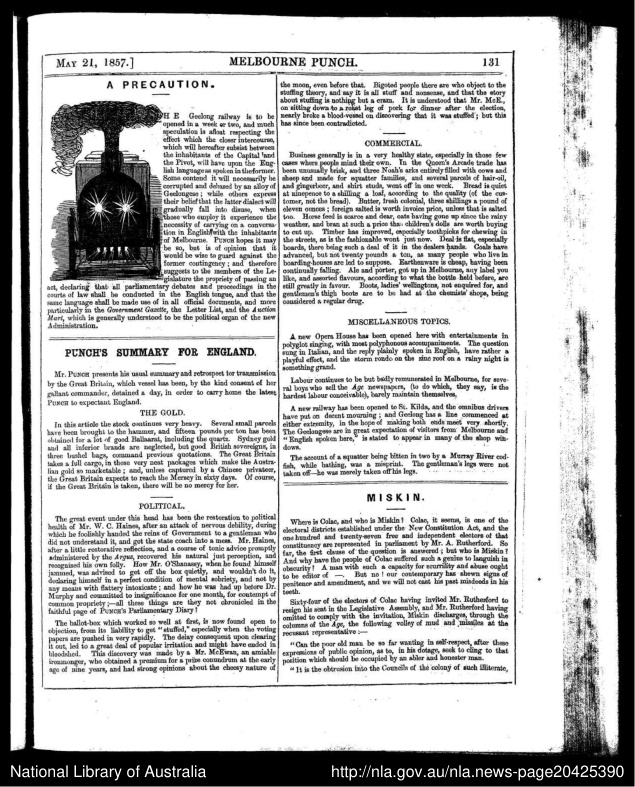 MAY 21, 1857.]
MELBOURNE PUNCH.
131
A PRECAUTION.
THE Geelong railway is to be
opened in a week or two, and much
speculation is afloat respecting the
effect which the closer intercourse,
which will hereafter subsist between
the inhabitants of the Capital and
the Pivot, will have upon the Eng-
lish language as spoken in the former.
Some contend it will necessarily be
corrupted and debased by an alloy of
Geelongese; while others express
their belief that the latter dialect will
gradually fall into disuse, when
those who employ it experience the
necessity of carrying on a conversa-
tion in English with the inhabitants
of Melbourne. PUNCH hopes it may
be so, but is of opinion that it
would be wise to guard against the
former contingency; and therefore
suggests to the members of the Le-
gislature the propriety of passing an
act, declaring that all parliamentary debates and proceedings in the
courts of law shall be conducted in the English tongue, and that the
same language shall be made use of in all official documents, and more
particularly in the Government Gazette, the Letter List, and the Auction
Mart, which is generally understood to be the political organ of the new
Administration.
PUNCH'S SUMMARY FOR ENGLAND.
Mr. PUNCH presents his usual summary and retrospect for transmission
by the Great Britain, which vessel has been, by the kind consent of her
gallant commander, detained a day, in order to carry home the latest
PUNCH to expectant England.
THE GOLD.
In this article the stock continues very heavy. Several small parcels
have been brought to the hammer, and fifteen pounds per ton has been
obtained for a lot of good Ballaarat, including the quartz. Sydney gold
and all inferior brands are neglected, but good British sovereigns, in
three bushel bags, command previous quotations. The Great Britain
takes a full cargo, in those very neat packages which make the Austra-
lian gold so marketable; and, unless captured by a Chinese privateer,
the Great Britain expects to reach the Mersey in sixty days. Of course,
if the Great Britain is taken, there will be no mercy for her.
POLITICAL.
The great event under this head has been the restoration to political
health of Mr. W. C. Haines, after an attack of nervous debility, during
which he foolishly handed the reins of Government to a gentleman who
did not understand it, and got the state coach into a mess. Mr. Haines,
after a little restorative reflection, and a course of tonic advice promptly
administered by the Argus, recovered his natural just perception, and
recognised his own folly. How Mr. O'Shanassy, when he found himself
jammed, was advised to get off the box quietly, and wouldn't do it,
declaring himself in a perfect condition of mental sobriety, and not by
any means with flattery intoxicate; and how he was had up before Dr.
Murphy and committed to insignificance for one month, for contempt of
common propriety;—all these things are they not chronicled in the
faithful page of PUNCH'S Parliamentary Diary!
The ballot-box which worked so well at first, is now found open to
objection, from its liability to get "stuffed," especially when the voting
papers are pushed in very rapidly. The delay consequent upon clearing
it out, led to a great deal of popular irritation and might have ended in
bloodshed. This discovery was made by a Mr. McEwan, an amiable
ironmonger, who obtained a premium for a prize conundrum at the early
age of nine years, and had strong opinions about the cheesy nature of
the moon, even before that. Bigoted people there are who object to the
stuffing theory, and say it is all stuff and nonsense, and that the story
about stuffing is nothing but a cram. It is understood that Mr. McE.,
on sitting down to a roast leg of pork for dinner after the election,
nearly broke a blood-vessel on discovering that it was stuffed; but this
has since been contradicted.
COMMERCIAL.
Business generally is in a very healthy state, especially in those few
cases where people mind their own. In the Queen's Arcade trade has
been unusually brisk, and three Noah's arks entirely filled with cows and
sheep and made for squatter families, and several parcels of hair-oil,
and gingerbeer, and shirt studs, went off in one week. Bread is quiet
at ninepence to a shilling a loaf, according to the quality (of the cus-
tomer, not the bread). Butter, fresh colonial, three shillings a pound of
eleven ounces; foreign salted is worth invoice price, unless that is salted
too. Horse feed is scarce and dear, oats having gone up since the rainy
weather, and bran at such a price that children's dolls are worth buying
to cut up. Timber has improved, especially toothpicks for chewing in
the streets, as is the fashionable wont just now. Deal is flat, especially
boards, there being such a deal of it in the dealers hands. Coals have
advanced, but not twenty pounds a ton, as many people who live in
boarding-houses are led to suppose. Earthenware is cheap, having been
continually falling. Ale and porter, got up in Melbourne, any label you
like, and assorted flavours, according to what the bottle held before, are
still greatly in favour. Boots, ladies' wellingtons, not enquired for, and
gentlemen's thigh boots are to be had at the chemists' shops, being
considered a regular drug.
MISCELLANEOUS TOPICS.
A new Opera House has been opened here with entertainments in
polyglot singing, with most polyphonous accompaniments. The question
sung in Italian, and the reply plainly spoken in English, have rather a
playful effect, and the storm rondo on the zinc roof on a rainy night is
something grand.
Labour continues to be but badly remunerated in Melbourne, for seve-
ral boys who sell the Age newspapers, (to do which, they say, is the
hardest labour conceivable), barely maintain themselves,
A new railway has been opened to St. Kilda, and the omnibus drivers
have put on decent mourning; and Geelong has a line commenced at
either extremity, in the hope of making both ends meet very shortly.
The Geelongese are in great expectation of visitors from Melbourne and
"English spoken here," is stated to appear in many of the shop win-
dows.
The account of a squatter being bitten in two by a Murray River cod-
fish, while bathing, was a misprint. The gentleman's legs were not
taken off—he was merely taken off his legs.
MISKIN.
Where is Colac, and who is Miskin? Colac, it seems, is one of the
electoral districts established under the New Constitution Act, and the
one hundred and twenty-seven free and independent electors of that
constituency are represented in parliament by Mr. A. Rutherford. So
far, the first clause of the question is answered; but who is Miskin?
And why have the people of Colac suffered such a genius to languish in
obscurity! A man with such a capacity for scurrility and abuse ought
to be editor of —. But no! our contemporary has shewn signs of
penitence and amendment, and we will not cast his past misdeeds in his
teeth.
Sixty-four of the electors of Colac having invited Mr. Rutherford to
resign his seat in the Legislative Assembly, and Mr. Rutherford having
omitted to comply with the invitation, Miskin discharges, through the
columns of the Age, the following volley of mud and missiles at the
recusant representative:—
"Can the poor old man be so far wanting in self-respect, after these
expressions of public opinion, as to, in his dotage, seek to cling to that
position which should be occupied by an abler and honester man.
"It is the obtrusion into the Councils of the colony of such illiterate,
National Library of Australia
http://nla.gov.au/nla.news-page20425390